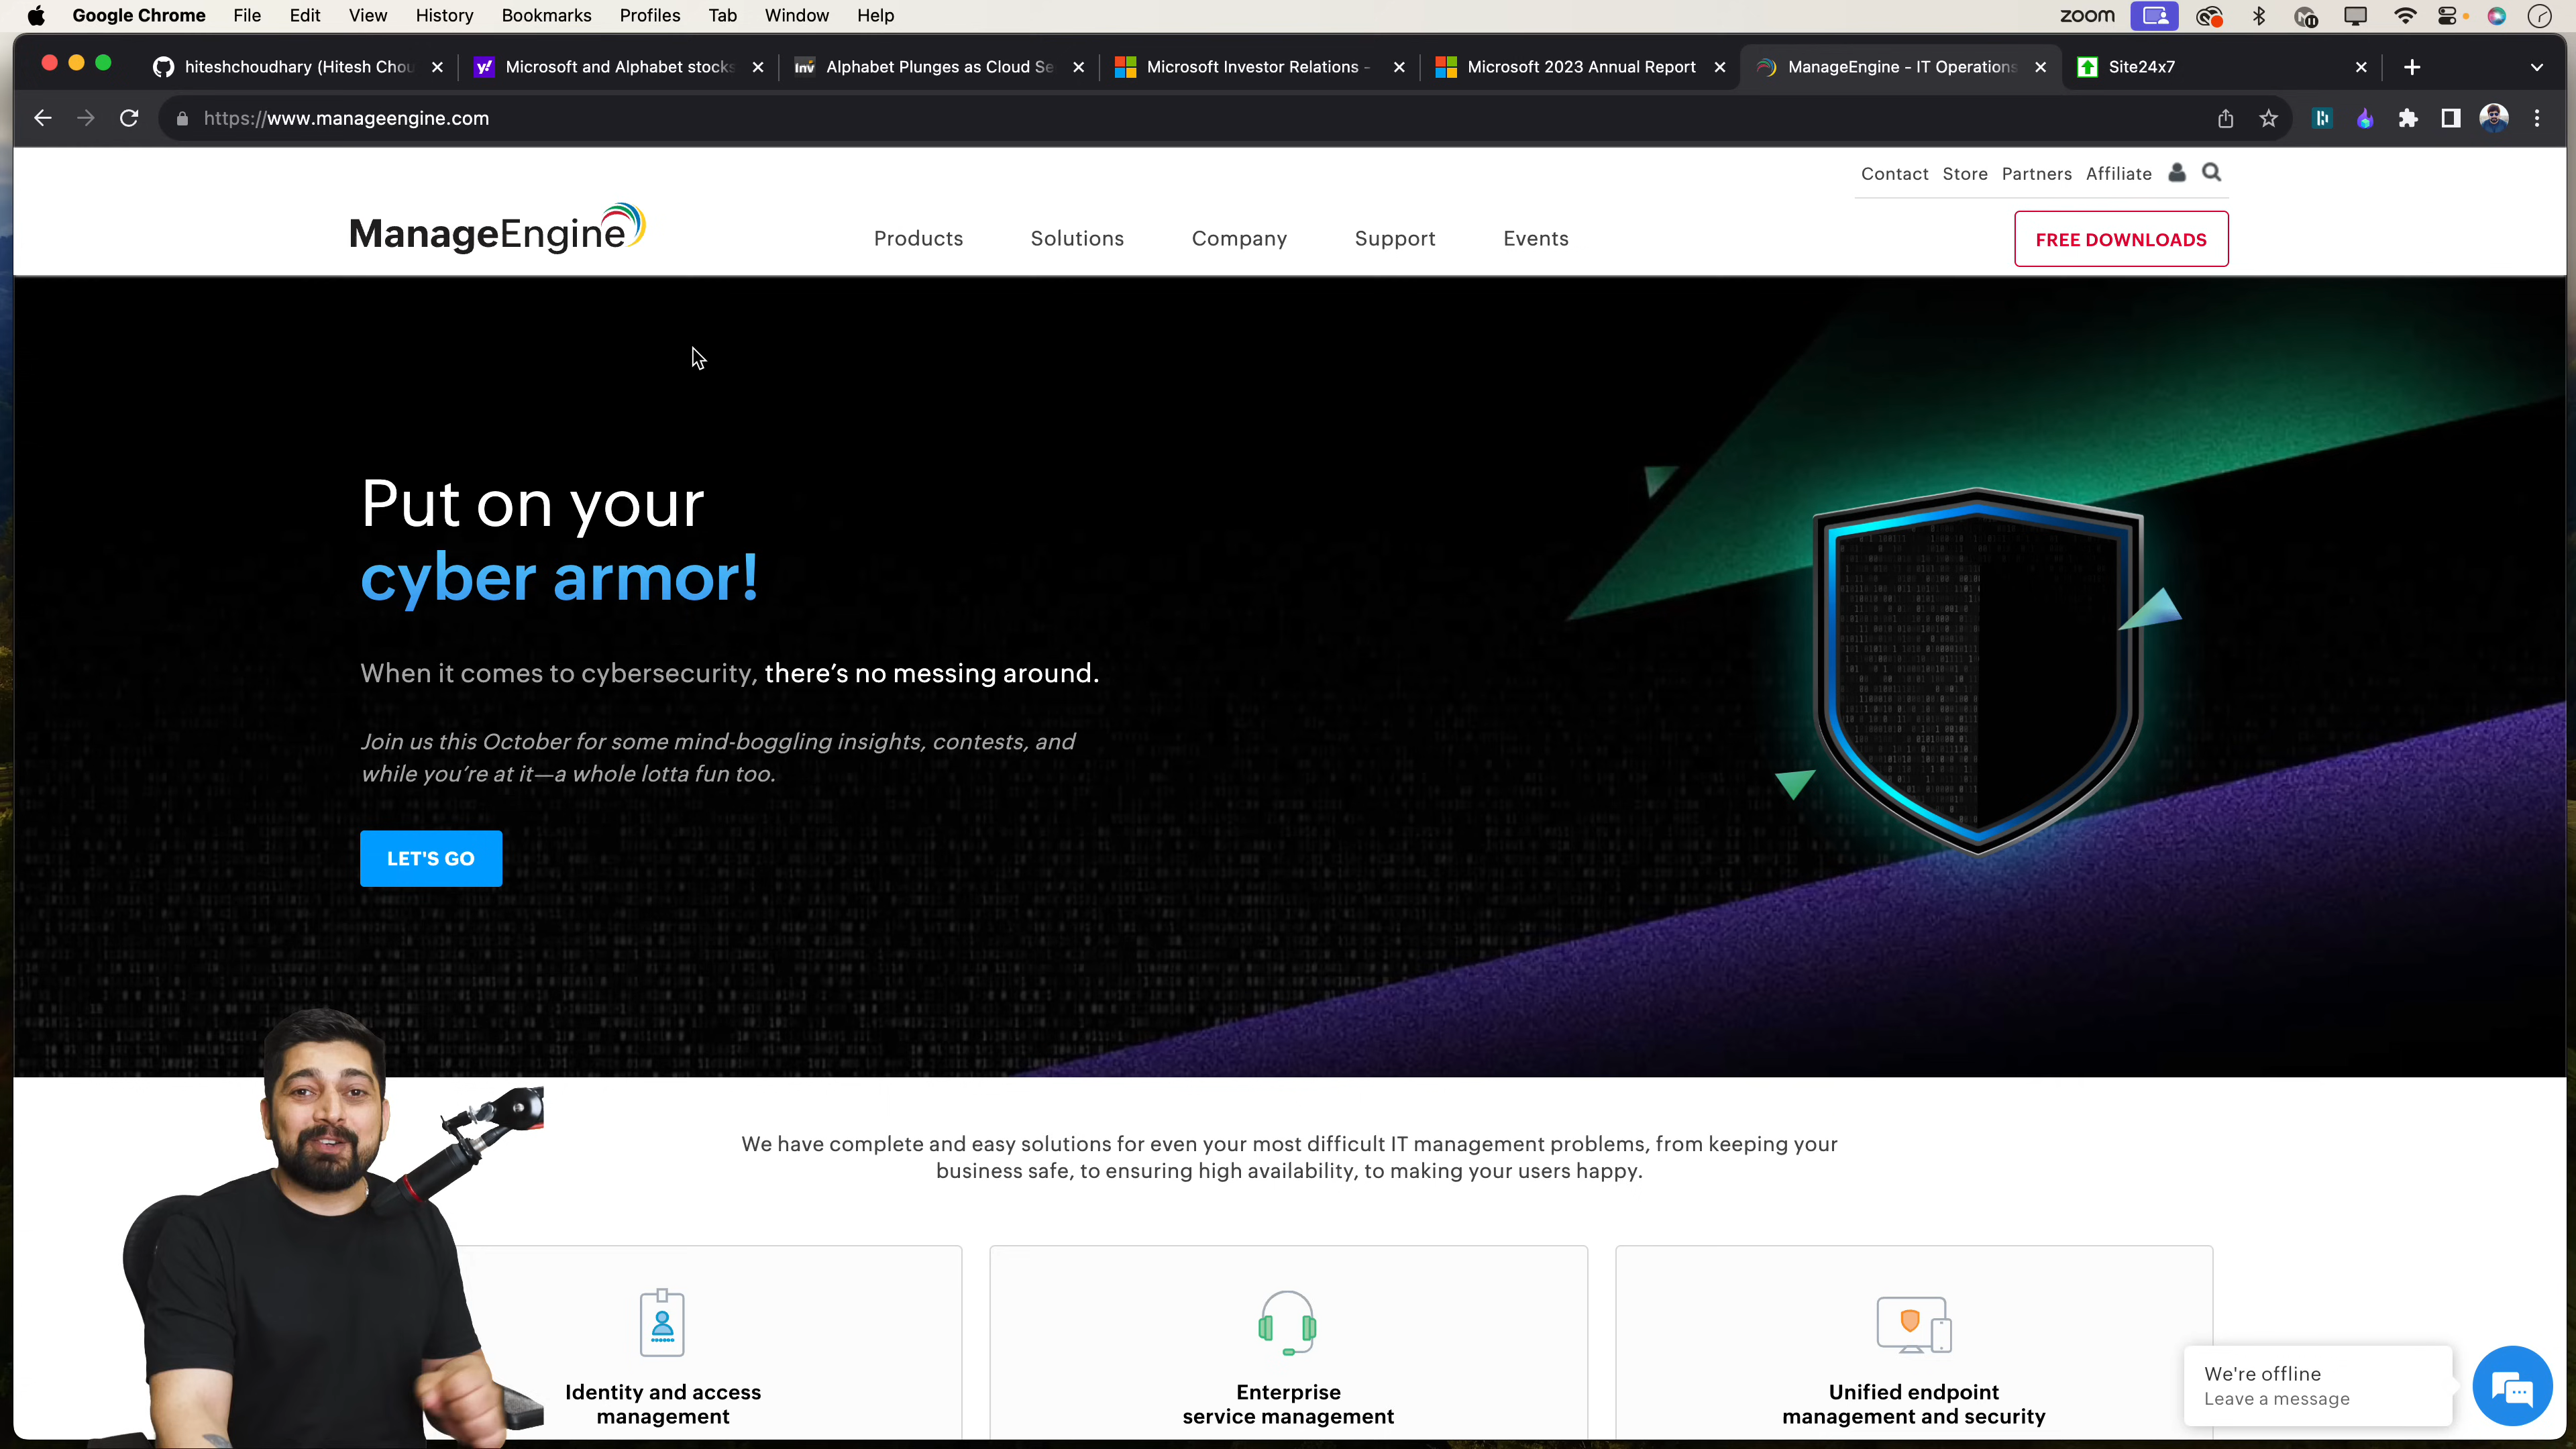 Google Chrome File Edit View History Bookmarks Profiles Tab Window Help zoom
hiteshchoudhary (Hitesh Chou
Microsoft and Alphabet stocks
Inv Alphabet Plunges as Cloud Se
Microsoft Investor Relations -
Microsoft 2023 Annual Report
ManageEngine - IT Operations
Site24x7
https://www.manageengine.com
Contact Store Partners Affiliate
ManageEngine
Products Solutions Company Support Events
FREE DOWNLOADS
Put on your
cyber armor!
When it comes to cybersecurity, there's no messing around.
Join us this October for some mind-boggling insights, contests, and
while you're at it—a whole lotta fun too.
LET'S GO
We have complete and easy solutions for even your most difficult IT management problems, from keeping your
business safe, to ensuring high availability, to making your users happy.
Identity and access
management
Enterprise
service management
Unified endpoint
management and security
We're offline
Leave a message